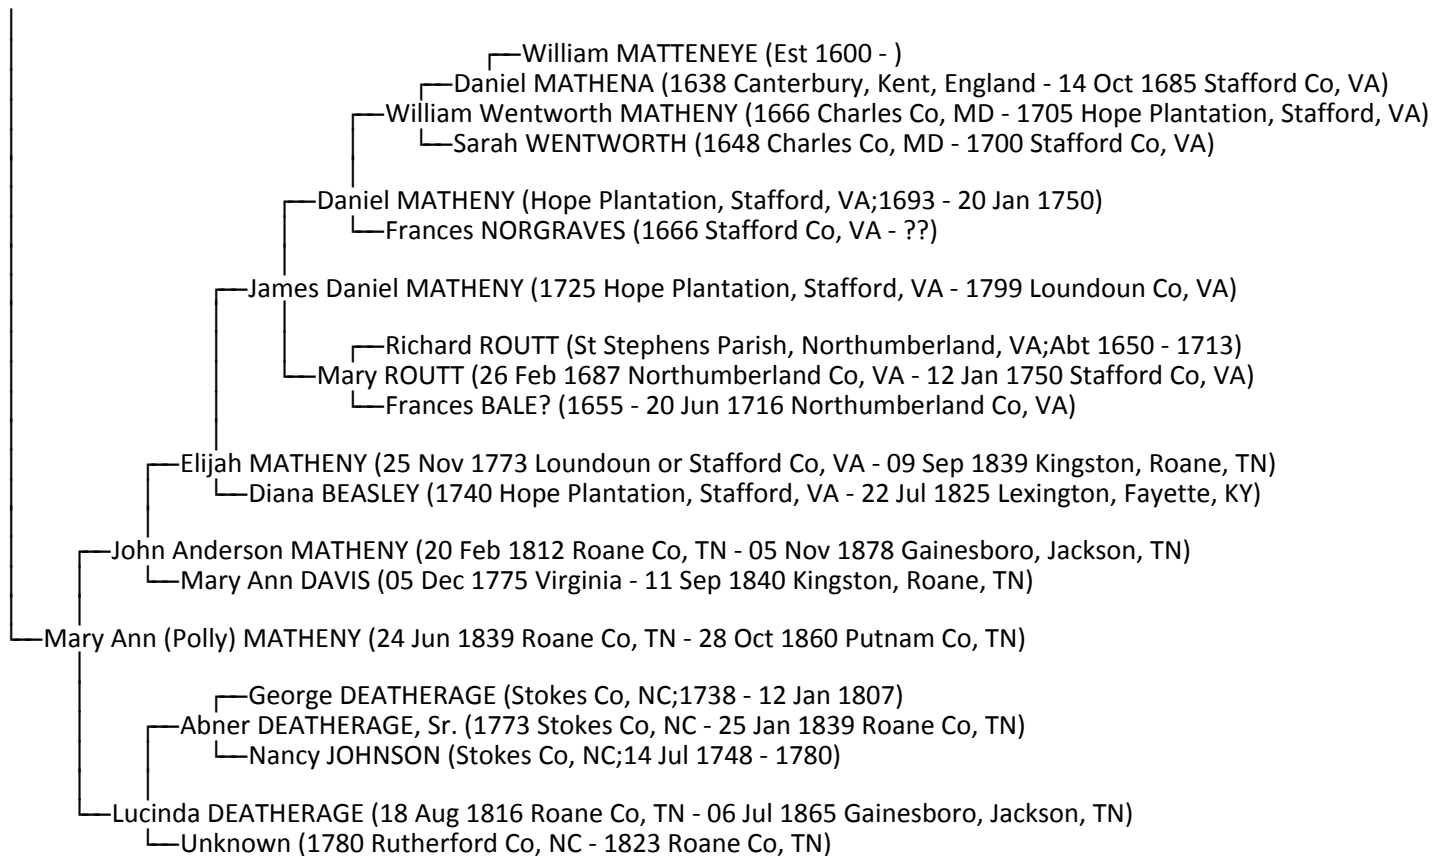 William MATTENEYE (Est 1600 - )
Daniel MATHENA (1638 Canterbury, Kent, England - 14 Oct 1685 Stafford Co, VA)
William Wentworth MATHENY (1666 Charles Co, MD - 1705 Hope Plantation, Stafford, VA)
Sarah WENTWORTH (1648 Charles Co, MD - 1700 Stafford Co, VA)
Daniel MATHENY (Hope Plantation, Stafford, VA;1693 - 20 Jan 1750)
Frances NORGRAVES (1666 Stafford Co, VA - ??)
James Daniel MATHENY (1725 Hope Plantation, Stafford, VA - 1799 Loundoun Co, VA)
Richard ROUTT (St Stephens Parish, Northumberland, VA;Abt 1650 - 1713)
Mary ROUTT (26 Feb 1687 Northumberland Co, VA - 12 Jan 1750 Stafford Co, VA)
Frances BALE? (1655 - 20 Jun 1716 Northumberland Co, VA)
Elijah MATHENY (25 Nov 1773 Loundoun or Stafford Co, VA - 09 Sep 1839 Kingston, Roane, TN)
Diana BEASLEY (1740 Hope Plantation, Stafford, VA - 22 Jul 1825 Lexington, Fayette, KY)
John Anderson MATHENY (20 Feb 1812 Roane Co, TN - 05 Nov 1878 Gainesboro, Jackson, TN)
Mary Ann DAVIS (05 Dec 1775 Virginia - 11 Sep 1840 Kingston, Roane, TN)
Mary Ann (Polly) MATHENY (24 Jun 1839 Roane Co, TN - 28 Oct 1860 Putnam Co, TN)
George DEATHERAGE (Stokes Co, NC;1738 - 12 Jan 1807)
Abner DEATHERAGE, Sr. (1773 Stokes Co, NC - 25 Jan 1839 Roane Co, TN)
Nancy JOHNSON (Stokes Co, NC;14 Jul 1748 - 1780)
Lucinda DEATHERAGE (18 Aug 1816 Roane Co, TN - 06 Jul 1865 Gainesboro, Jackson, TN)
Unknown (1780 Rutherford Co, NC - 1823 Roane Co, TN)